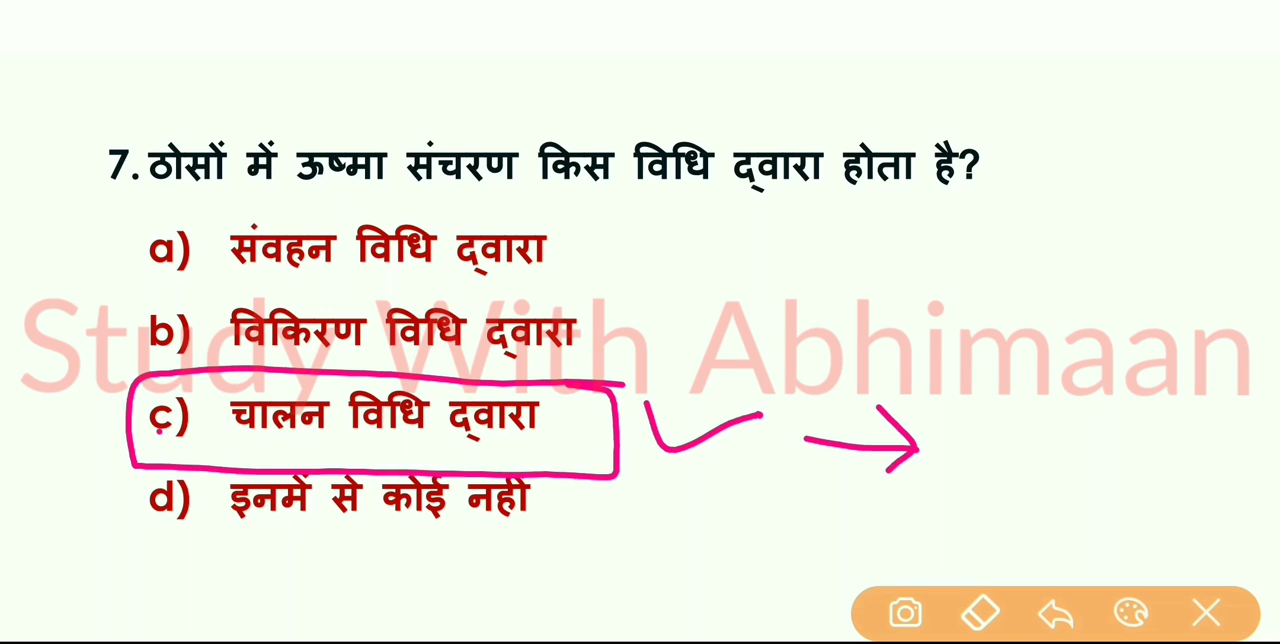 7. ठोसों में ऊष्मा संचरण किस विधि द्वारा होता है?
a) संवहन विधि द्वारा
b) विकिरण विधि द्वारा
Study With Abhimaan
c) चालन विधि द्वारा
d) इनमें से कोई नही